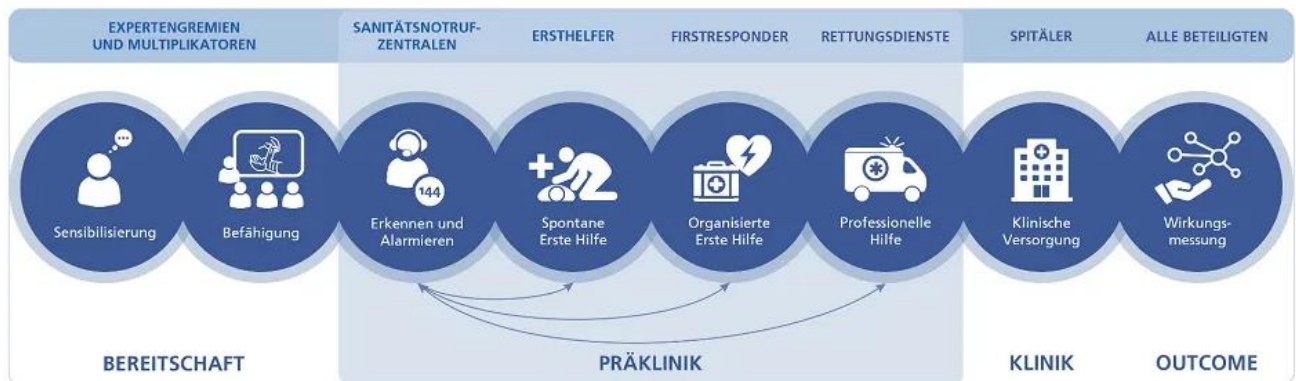 EXPERTENGREMIEN
UND MULTIPLIKATOREN
SANITÄTSNOTRUF-
ZENTRALEN
ERSTHELFER
FIRSTRESPONDER
RETTUNGSDIENSTE
SPITÄLER
ALLE BETEILIGTEN
Sensibilisierung
Befähigung
144
Erkennen und
Alarmieren
Spontane
Erste Hilfe
Organisierte
Erste Hilfe
Professionelle
Hilfe
Klinische
Versorgung
Wirkungs-
messung
BEREITSCHAFT
PRÄKLINIK
KLINIK
OUTCOME